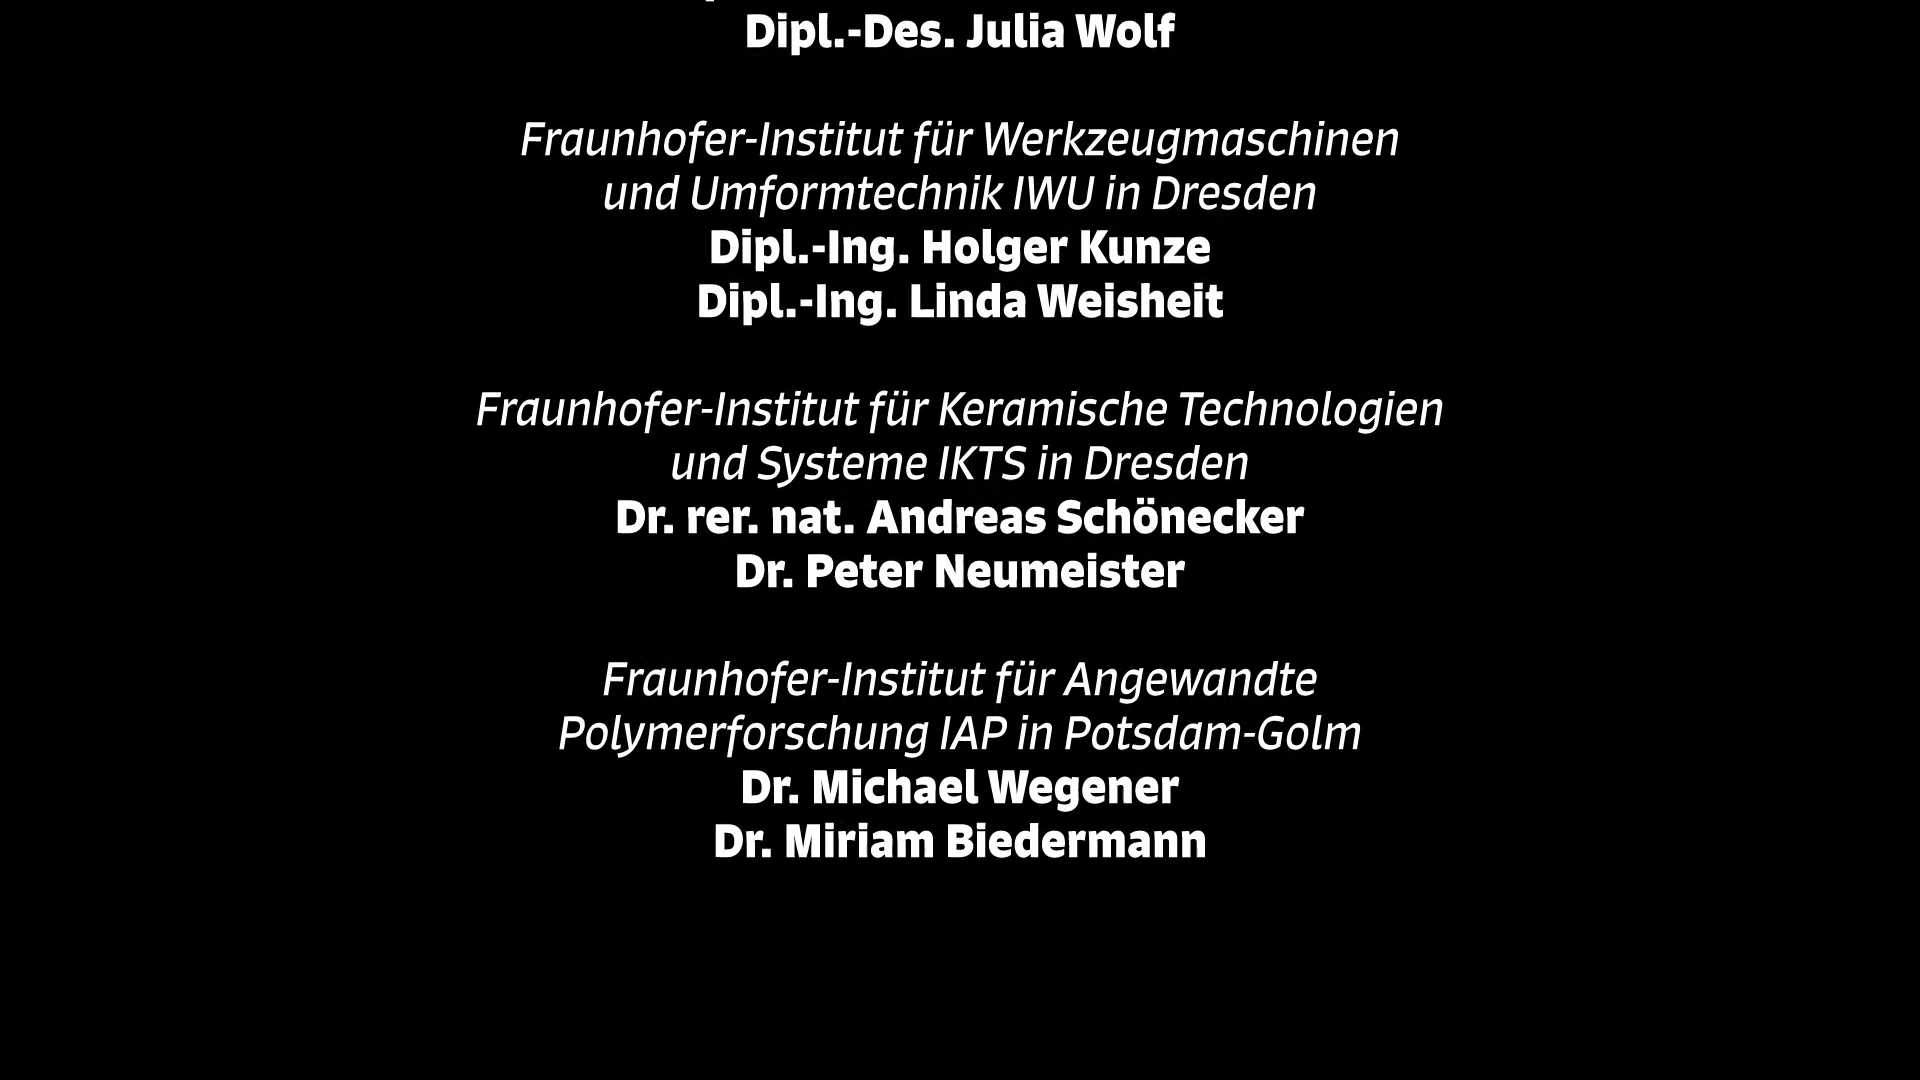 Dipl.-Des. Julia Wolf
Fraunhofer-Institut für Werkzeugmaschinen
und Umformtechnik IWU in Dresden
Dipl.-Ing. Holger Kunze
Dipl.-Ing. Linda Weisheit
Fraunhofer-Institut für Keramische Technologien
und Systeme IKTS in Dresden
Dr. rer. nat. Andreas Schönecker
Dr. Peter Neumeister
Fraunhofer-Institut für Angewandte
Polymerforschung IAP in Potsdam-Golm
Dr. Michael Wegener
Dr. Miriam Biedermann